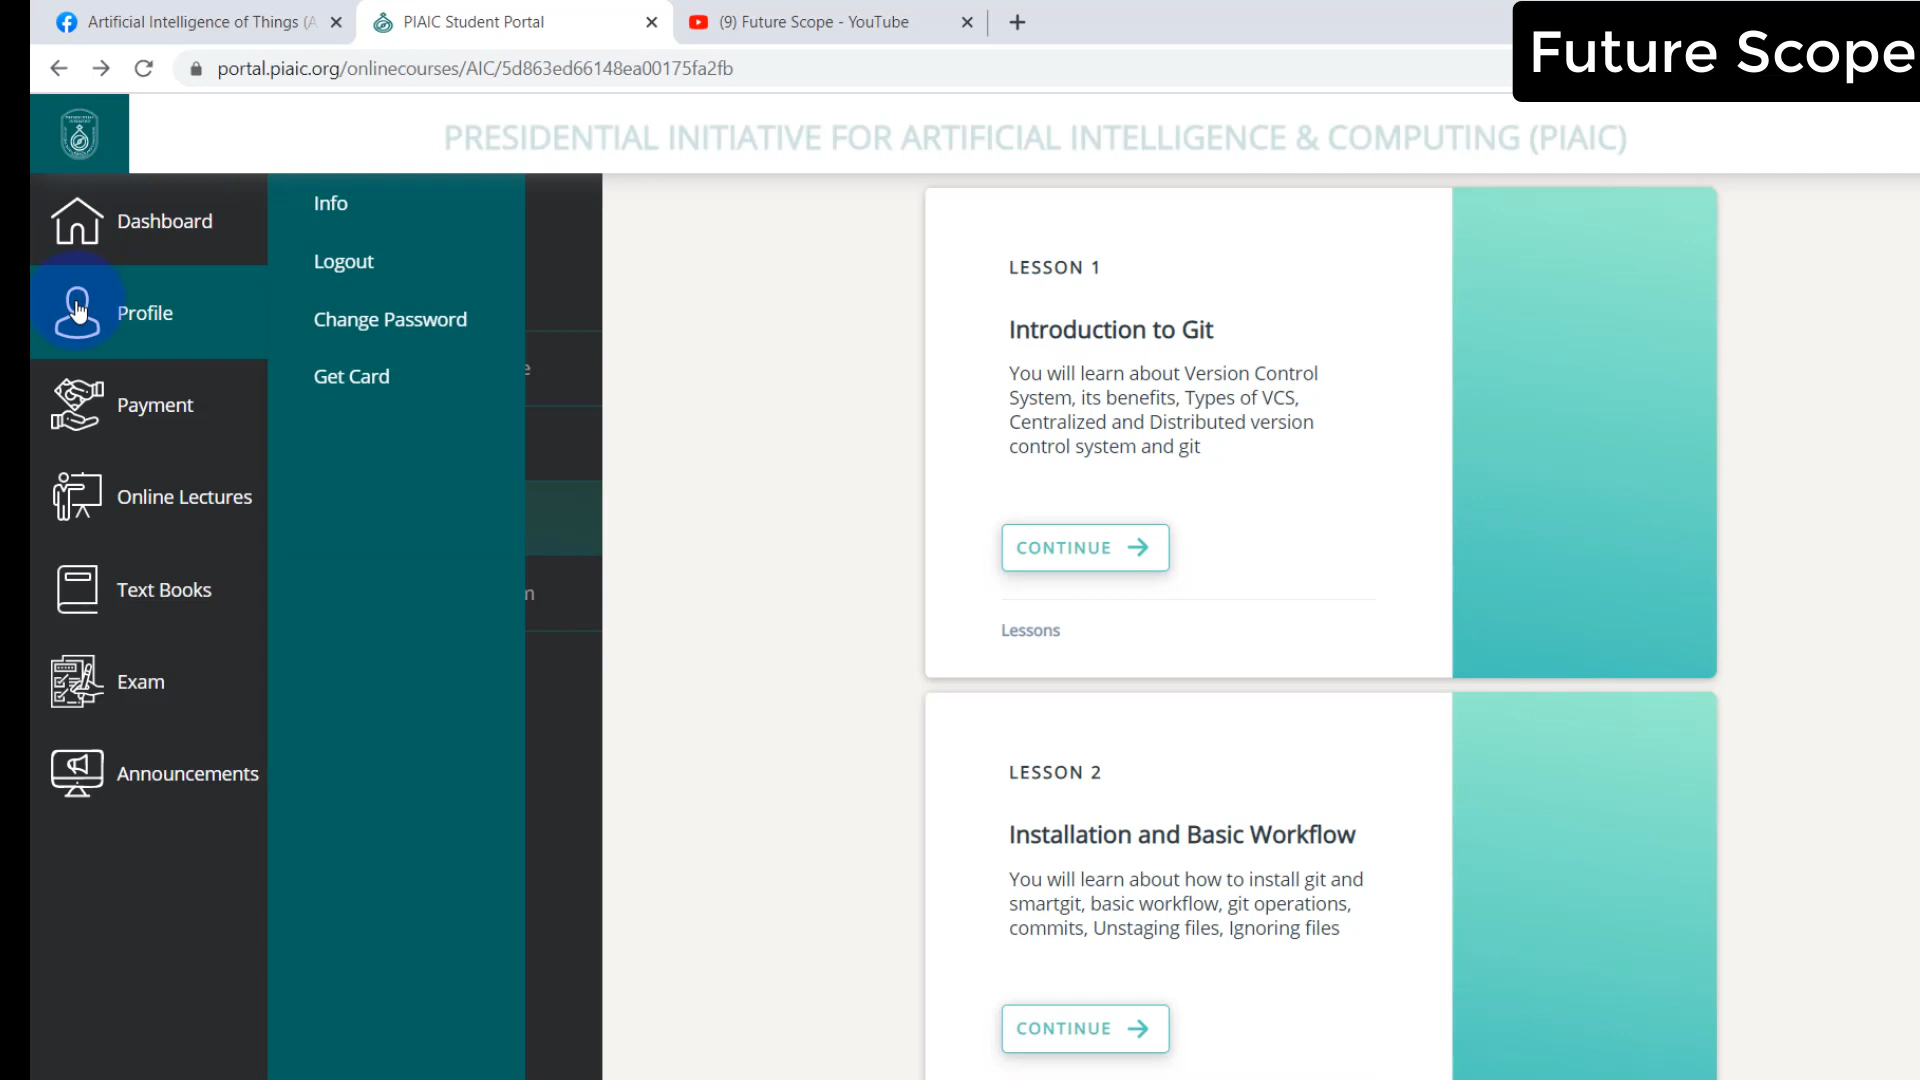 Artificial Intelligence of Things (A
PIAIC Student Portal
(9) Future Scope - YouTube
Future Scope
portal.piaic.org/onlinecourses/AIC/5d863ed66148ea00175fa2fb
PRESIDENTIAL INITIATIVE FOR ARTIFICIAL INTELLIGENCE & COMPUTING (PIAIC)
Dashboard
Profile
Payment
Online Lectures
Text Books
Exam
Announcements
Info
Logout
Change Password
Get Card
e
n
LESSON 1
Introduction to Git
You will learn about Version Control
System, its benefits, Types of VCS,
Centralized and Distributed version
control system and git
CONTINUE
Lessons
LESSON 2
Installation and Basic Workflow
You will learn about how to install git and
smartgit, basic workflow, git operations,
commits, Unstaging files, Ignoring files
CONTINUE